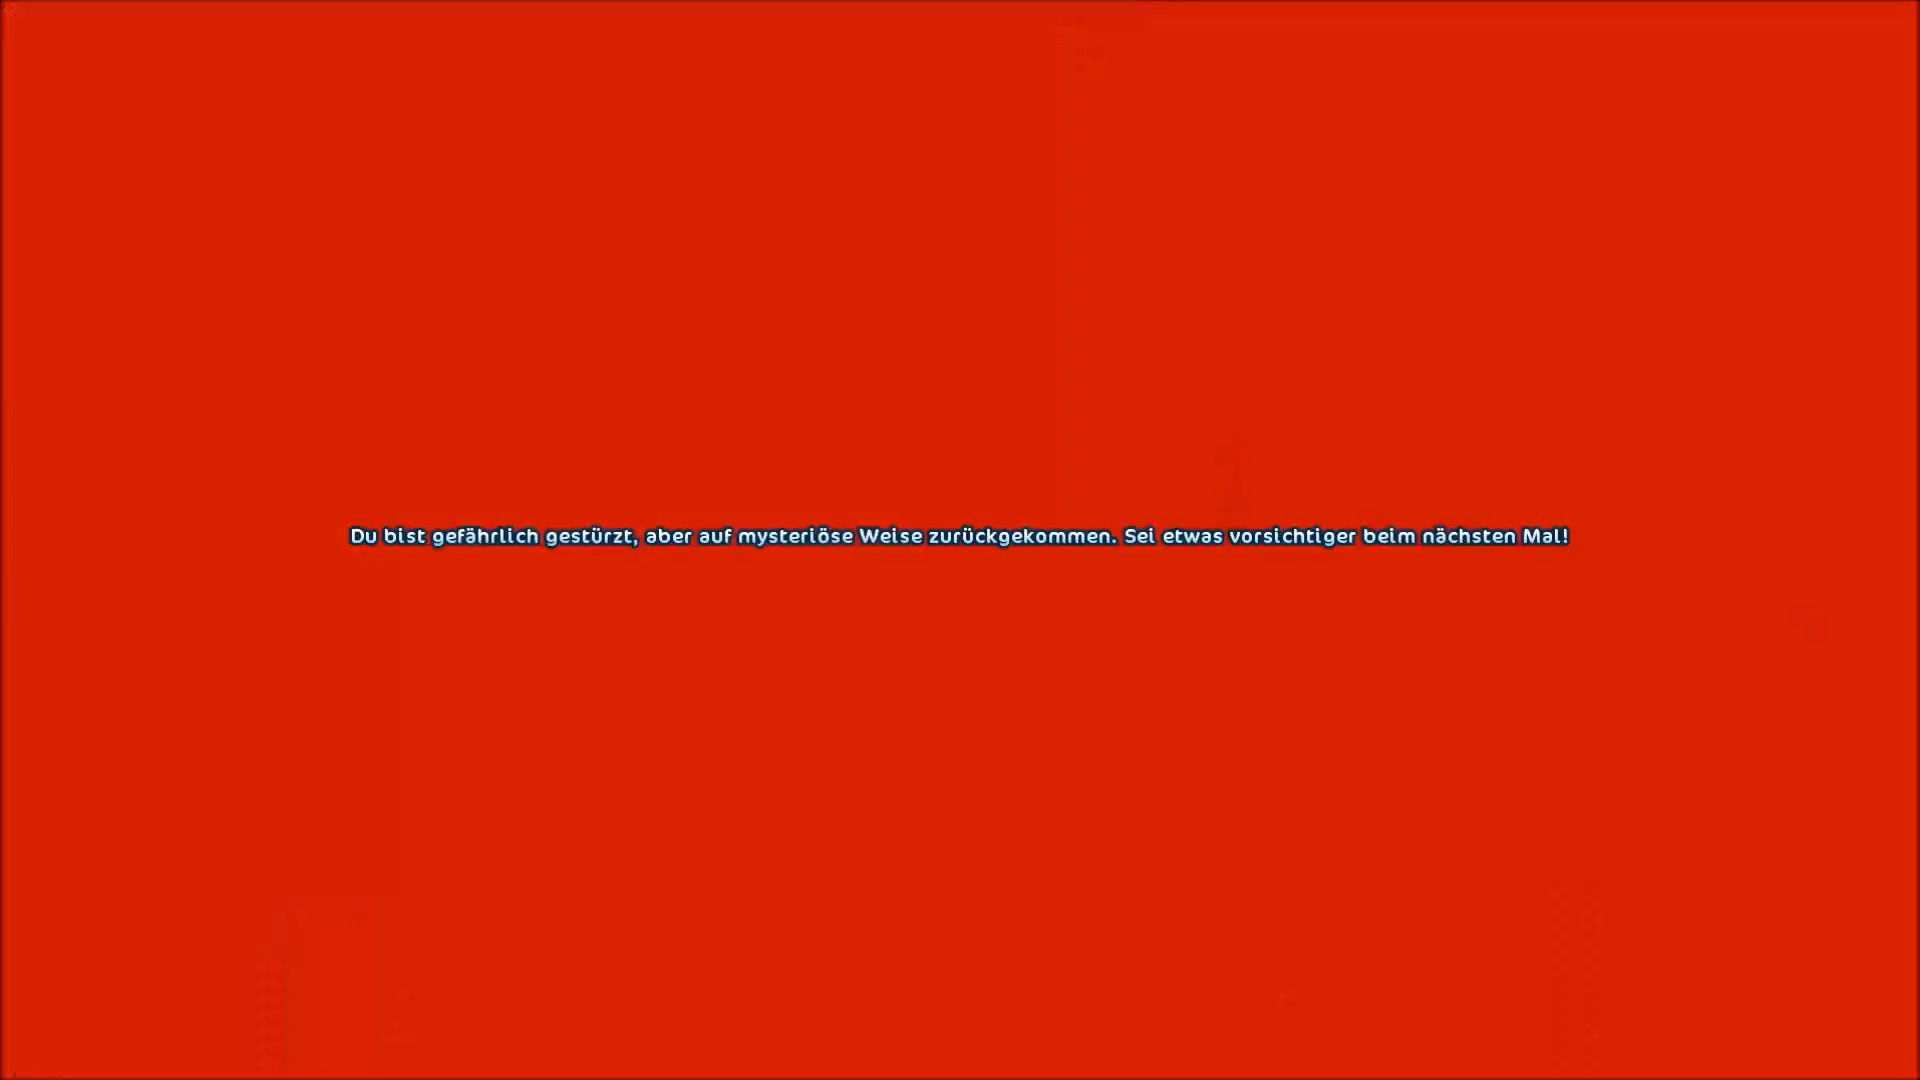 Du bist gefährlich gestürzt, aber auf mysteriöse Weise zurückgekommen. Sei etwas vorsichtiger beim nächsten Mal!